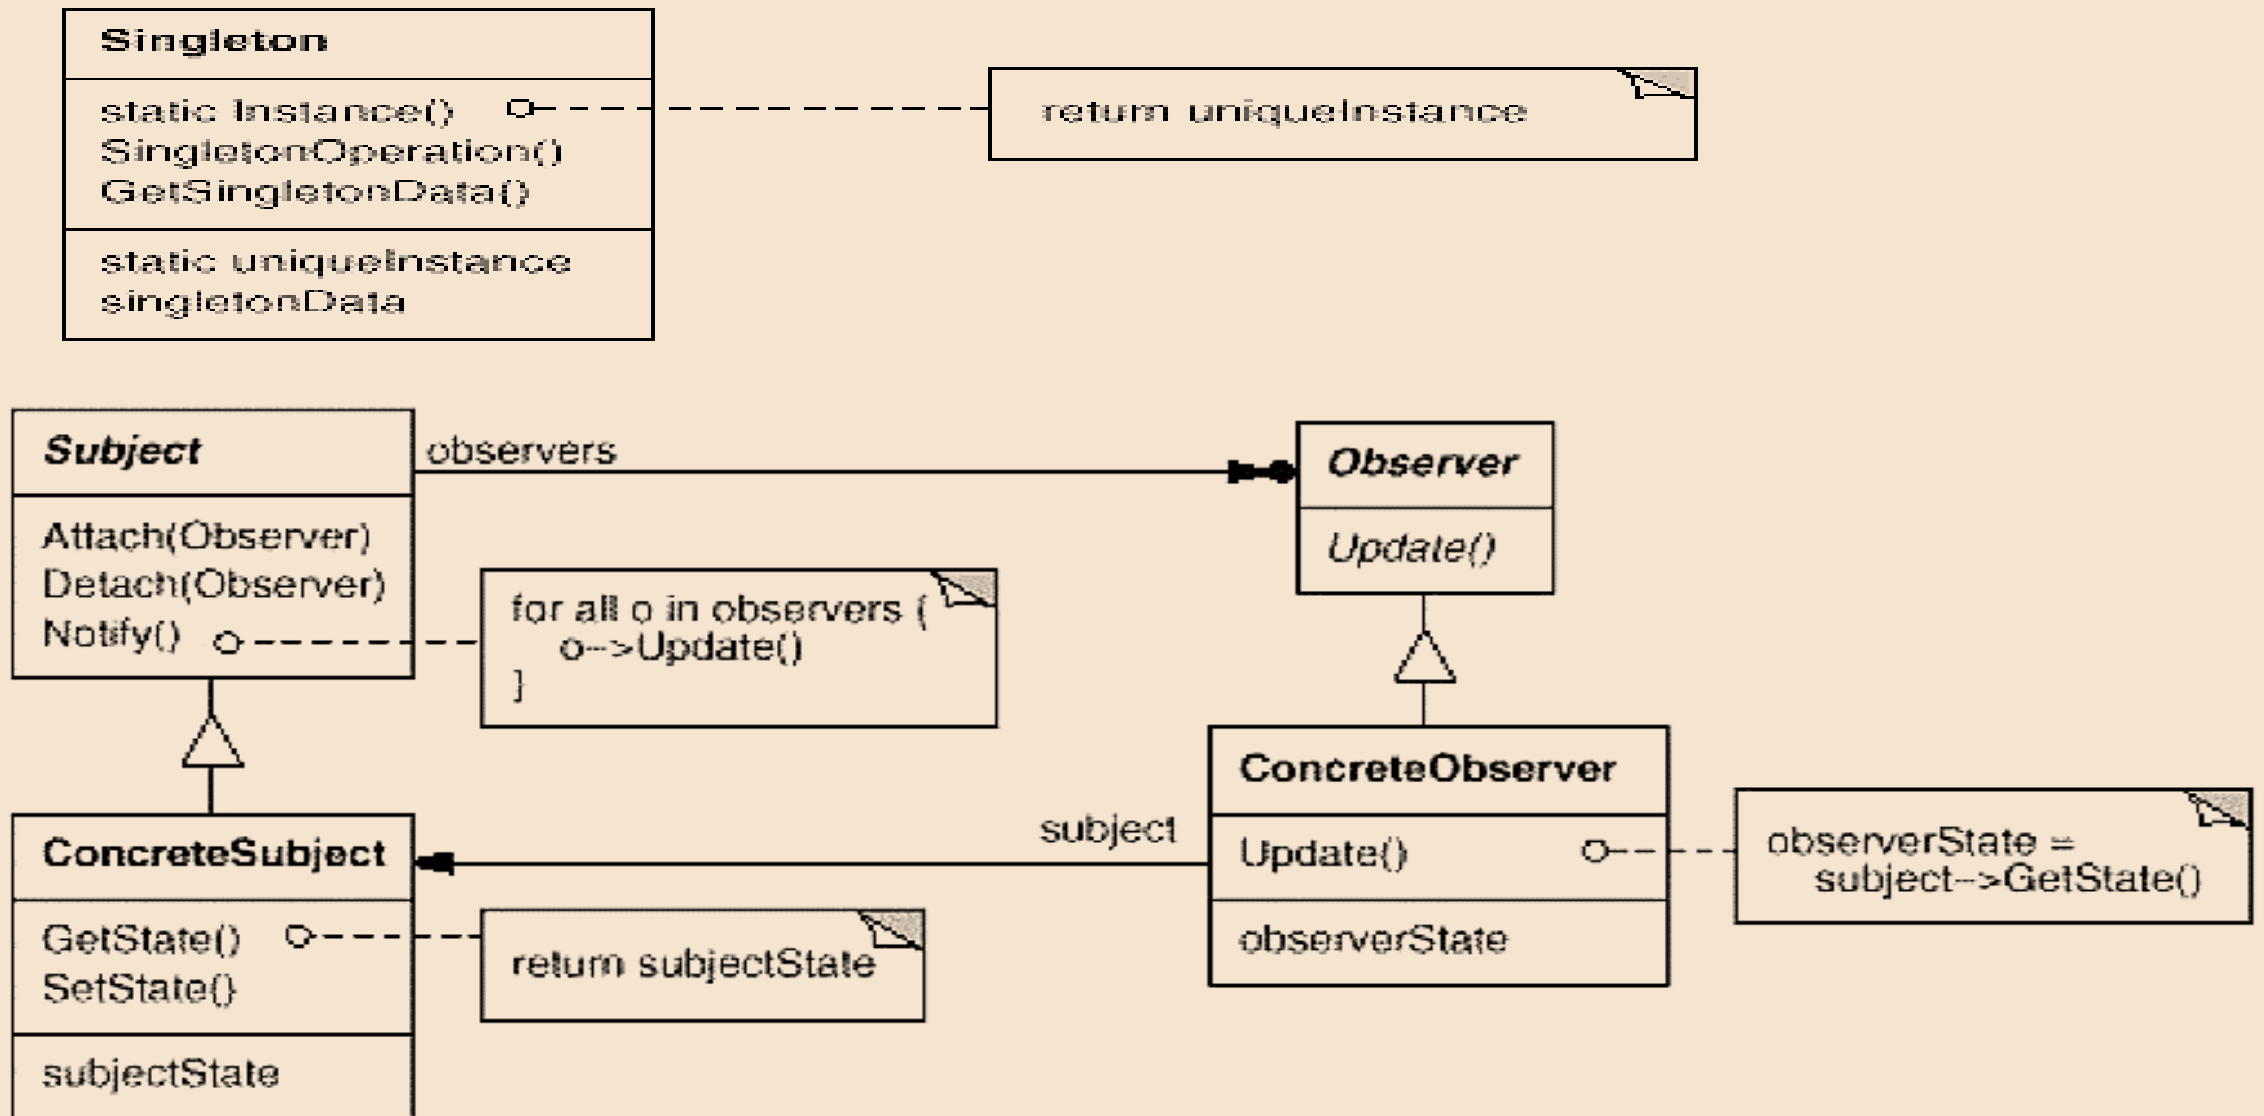 Singleton
static Instance()
SingletonOperation()
GetSingletonData()
static uniqueInstance
singletonData
return uniqueInstance
Subject
Attach(Observer)
Detach(Observer)
Notify()
observers
for all o in observers {
o-->Update()
}
Observer
Update()
ConcreteSubject
GetState()
SetState()
subjectState
return subjectState
subject
ConcreteObserver
Update()
observerState
observerState =
subject-->GetState()